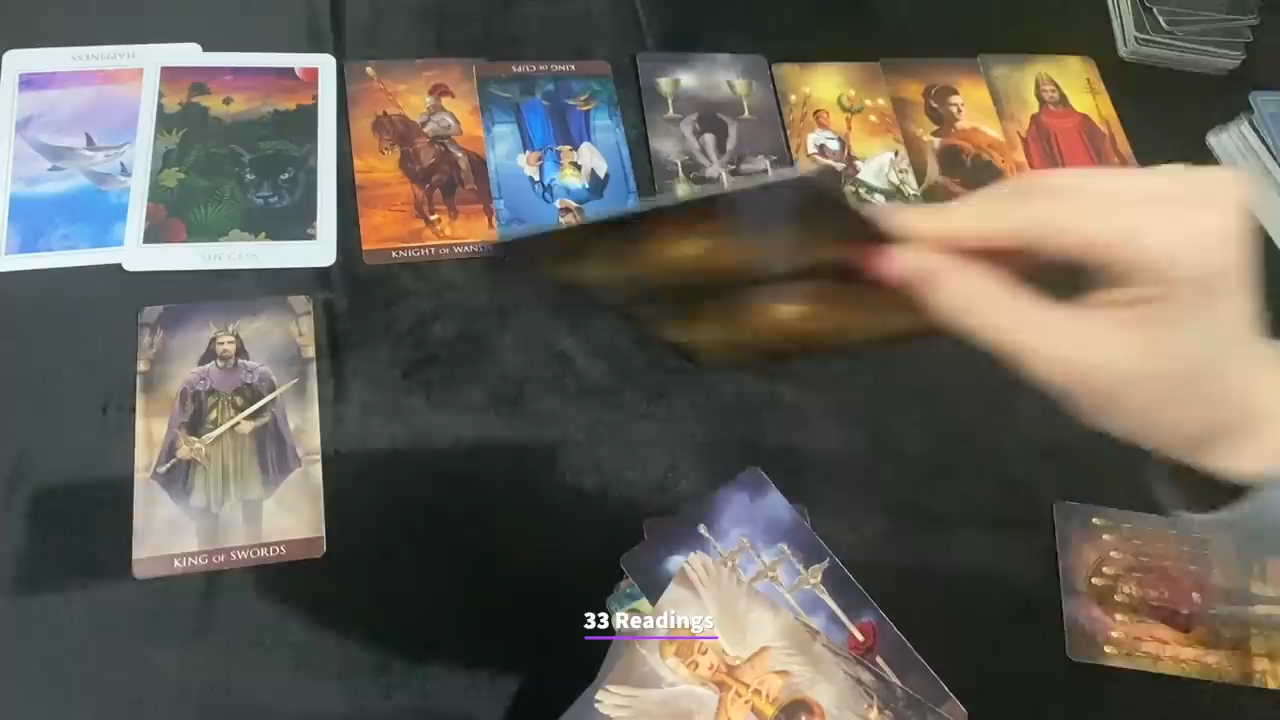 HAPPINESS
SUCCESS
KNIGHT OF WANDS
KING OF CUPS
KING OF SWORDS
33 Readings